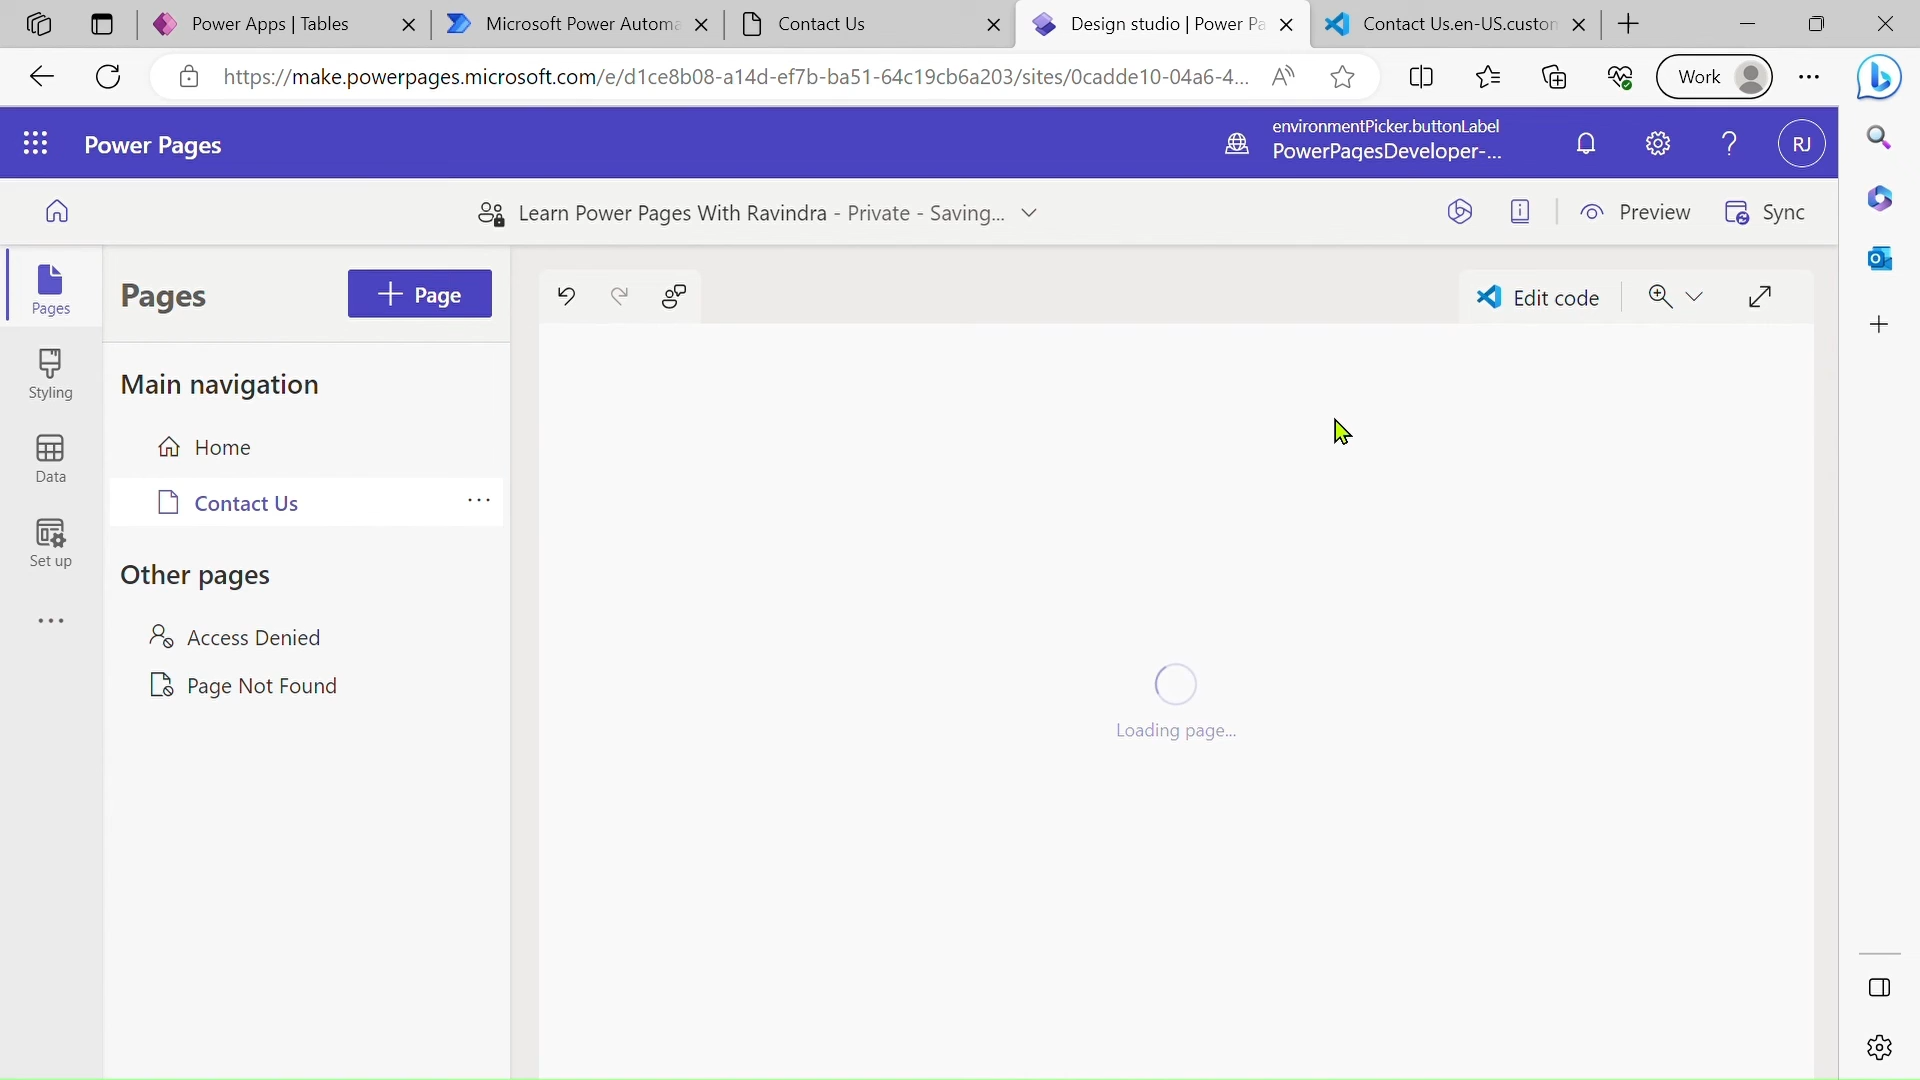 Power Apps | Tables
Microsoft Power Automa
Contact Us
Design studio | Power Pa
Contact Us.en-US.custon
https://make.powerpages.microsoft.com/e/d1ce8b08-a14d-ef7b-ba51-64c19cb6a203/sites/0cadde10-04a6-4...
Work
Power Pages
environmentPicker.buttonLabel
PowerPagesDeveloper-...
RJ
Learn Power Pages With Ravindra - Private - Saving...
Preview
Sync
Pages
Styling
Data
Set up
Pages
+ Page
Main navigation
Home
Contact Us
Other pages
Access Denied
Page Not Found
Edit code
Loading page...